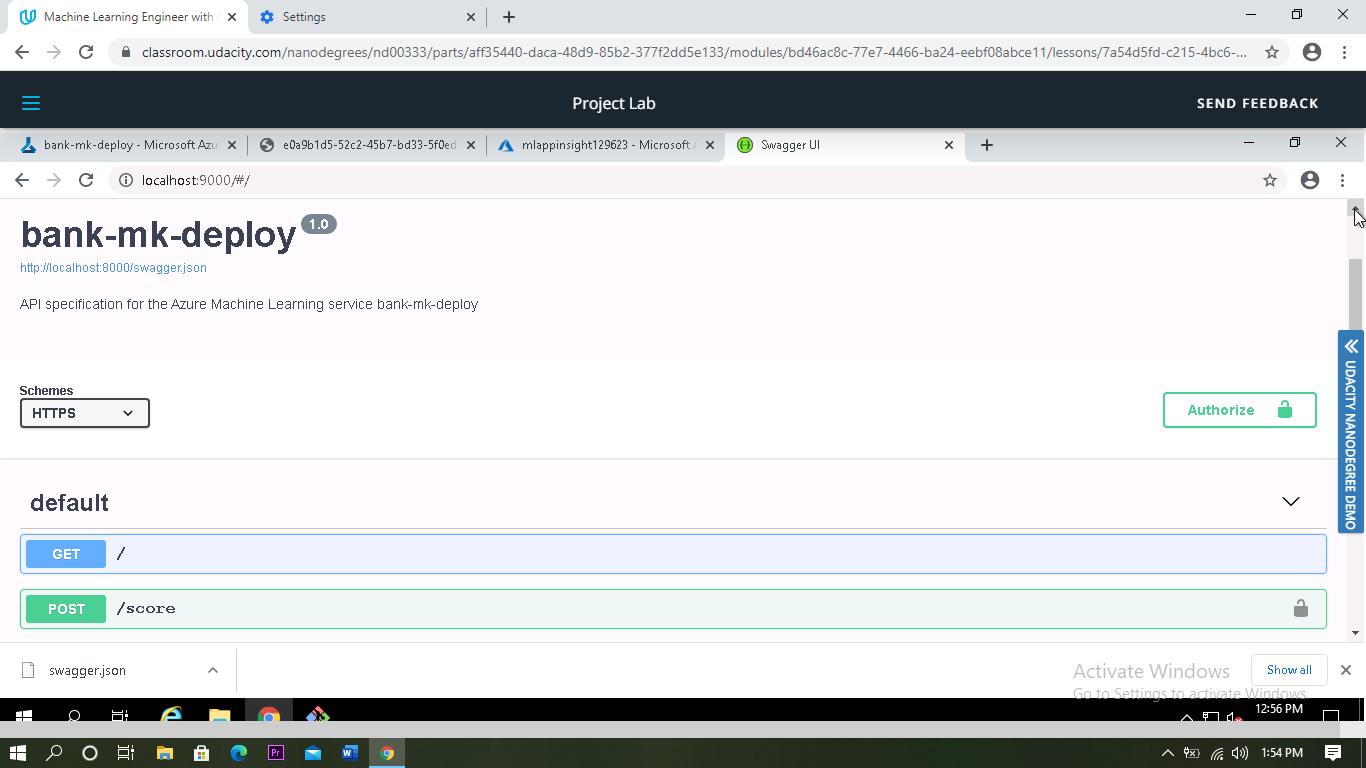 Machine Learning Engineer with
Settings
classroom.udacity.com/nanodegrees/nd00333/parts/aff35440-daca-48d9-85b2-377f2dd5e133/modules/bd46ac8c-77e7-4466-ba24-eebf08abce11/lessons/7a54d5fd-c215-4bc6-...
Project Lab
SEND FEEDBACK
bank-mk-deploy - Microsoft Azu
e0a9b1d5-52c2-45b7-bd33-5f0ed
mlappinsight129623 - Microsoft A
Swagger UI
localhost:9000/#/
bank-mk-deploy 1.0
http://localhost:8000/swagger.json
API specification for the Azure Machine Learning service bank-mk-deploy
Schemes
HTTPS
Authorize
UDACITY NANODEGREE DEMO
default
GET /
POST /score
swagger.json
Activate Windows
Go to Settings to activate Windows.
Show all
12:56 PM
Pr
W
1:54 PM